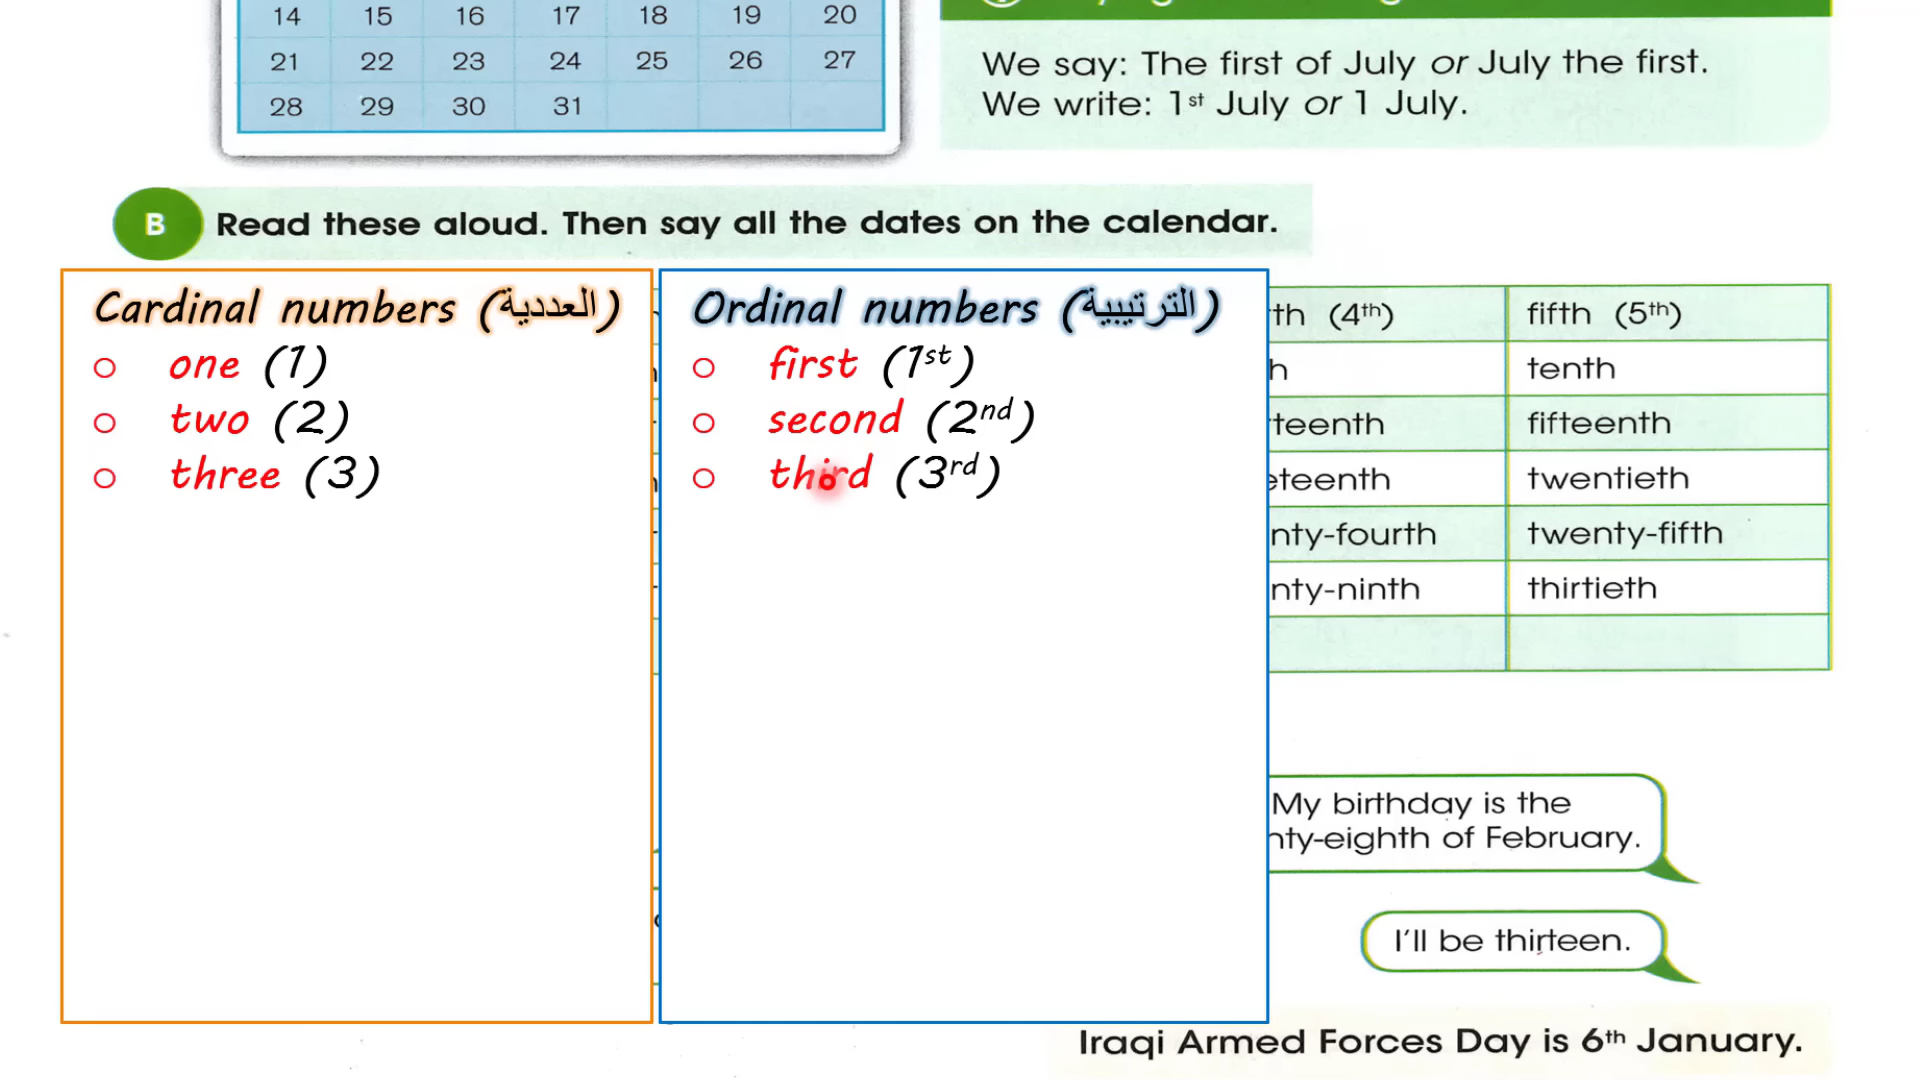 14 15 16 17 18 19 20
21 22 23 24 25 26 27
28 29 30 31
We say: The first of July or July the first.
We write: 1st July or 1 July.
B Read these aloud. Then say all the dates on the calendar.
Cardinal numbers (العددية)
one (1)
two (2)
three (3)
Ordinal numbers (الترتيبية)
first (1st)
second (2nd)
third (3rd)
th (4th) fifth (5th)
h tenth
teenth fifteenth
eteenth twentieth
nty-fourth twenty-fifth
nty-ninth thirtieth
My birthday is the
nty-eighth of February.
I'll be thirteen.
Iraqi Armed Forces Day is 6th January.